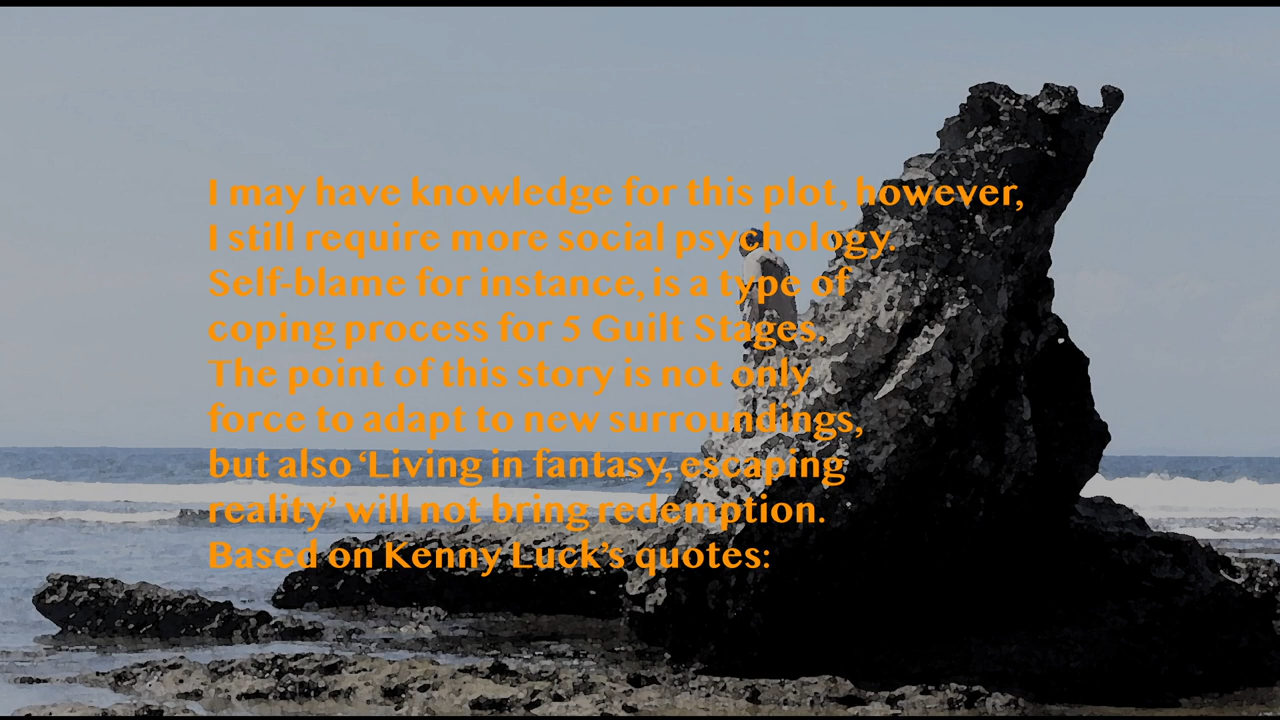 I may have knowledge for this plot, however,
I still require more social psychology.
Self-blame for instance, is a type of
coping process for 5 Guilt Stages.
The point of this story is not only
force to adapt to new surroundings,
but also ‘Living in fantasy, escaping
reality’ will not bring redemption.
Based on Kenny Luck’s quotes: